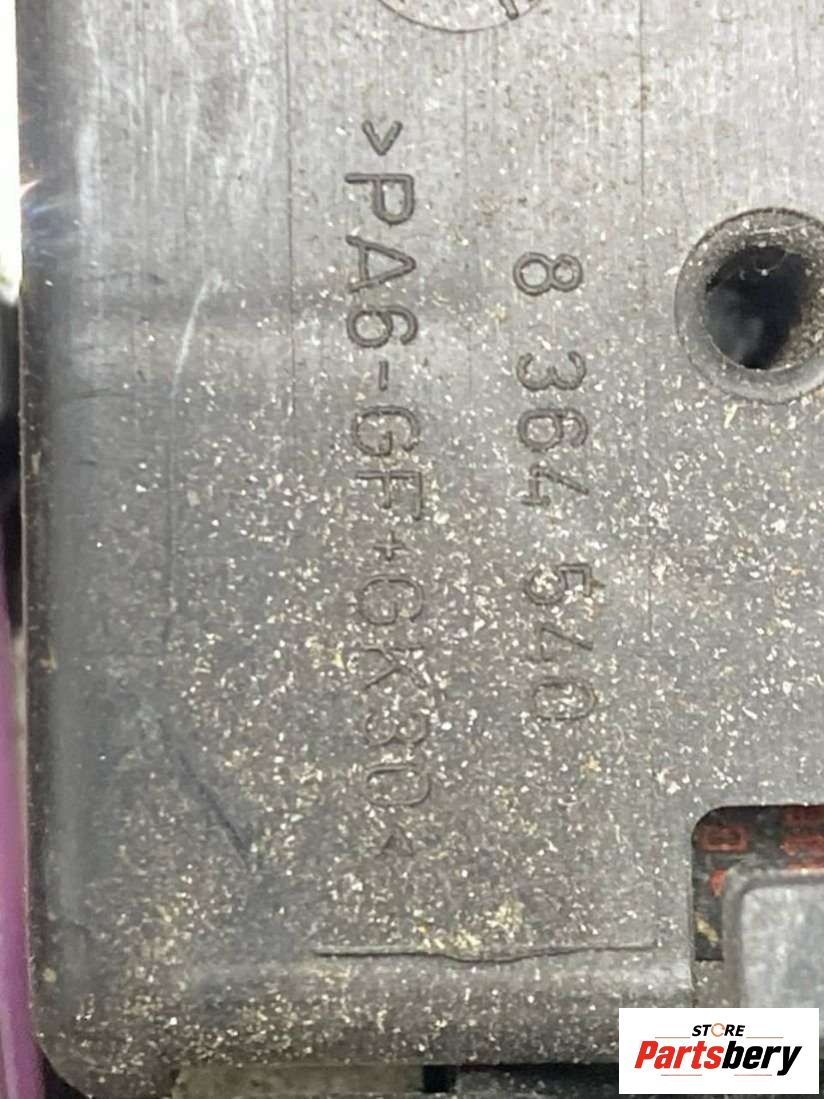 8 364 540
>PA6-GF+GK30<
STORE
Partsbery